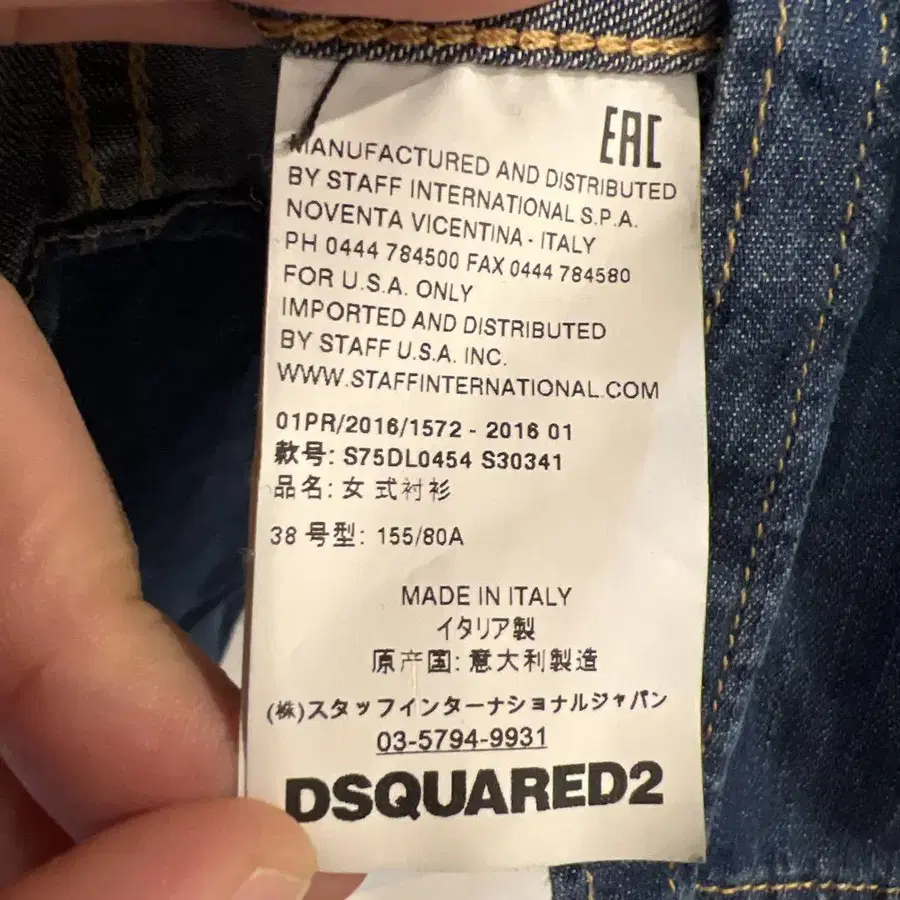 EAC
MANUFACTURED AND DISTRIBUTED
BY STAFF INTERNATIONAL S.P.A.
NOVENTA VICENTINA - ITALY
PH 0444 784500 FAX 0444 784580
FOR U.S.A. ONLY
IMPORTED AND DISTRIBUTED
BY STAFF U.S.A. INC.
WWW.STAFFINTERNATIONAL.COM
01PR/2016/1572 - 2016 01
款号: S75DL0454 S30341
品名: 女 式衬衫
38 号型: 155/80A
MADE IN ITALY
イタリア製
原产国: 意大利製造
(株)スタッフインターナショナルジャパン
03-5794-9931
DSQUARED2